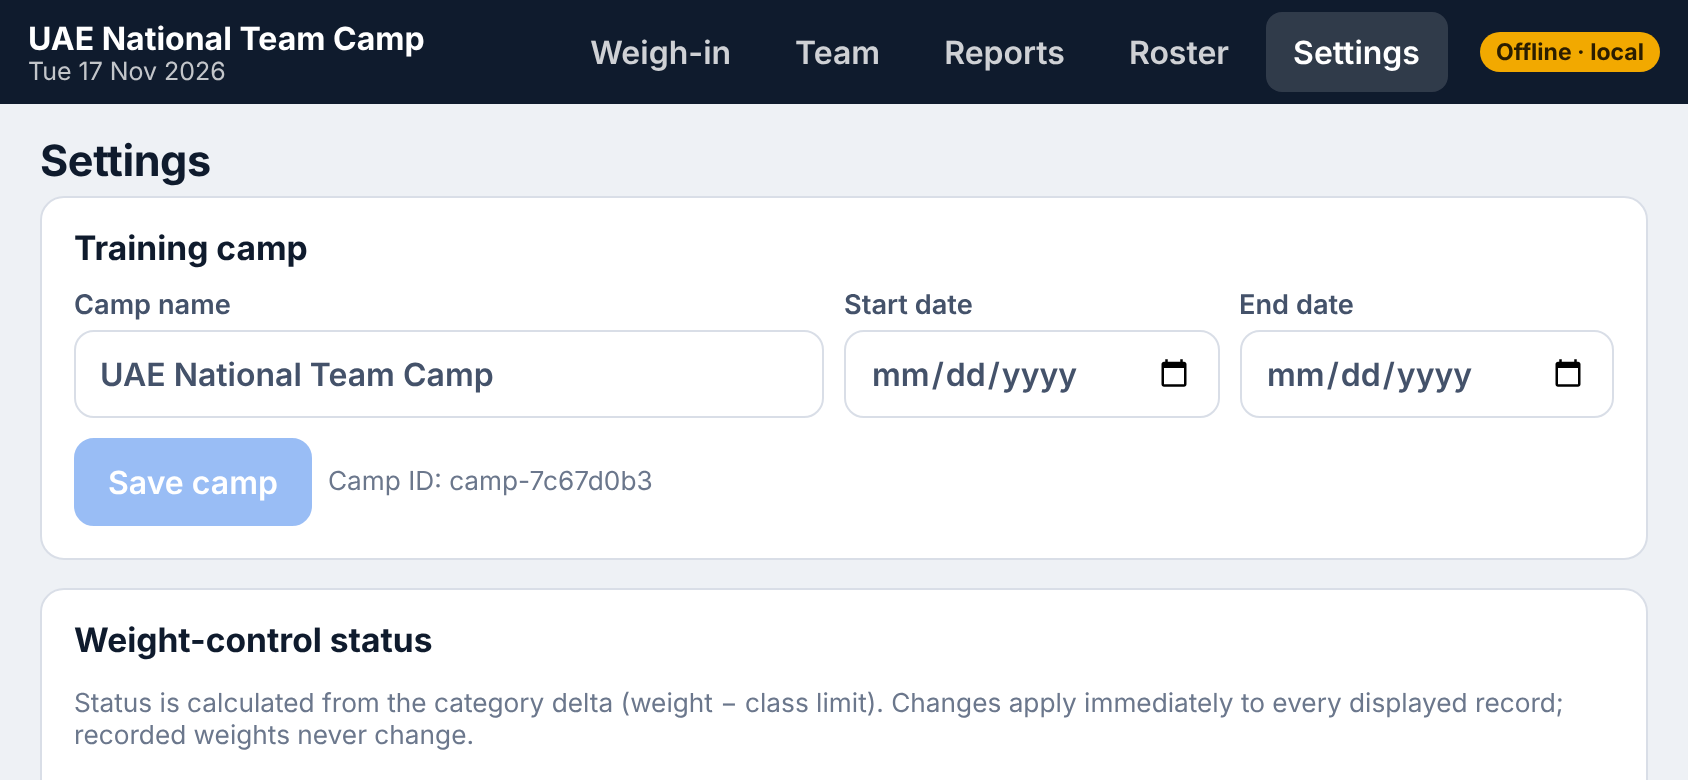 UAE National Team Camp
Tue 17 Nov 2026
Weigh-in
Team
Reports
Roster
Settings
Offline · local
Settings
Training camp
Camp name
Start date
End date
UAE National Team Camp
mm/dd/yyyy
mm/dd/yyyy
Save camp
Camp ID: camp-7c67d0b3
Weight-control status
Status is calculated from the category delta (weight − class limit). Changes apply immediately to every displayed record;
recorded weights never change.